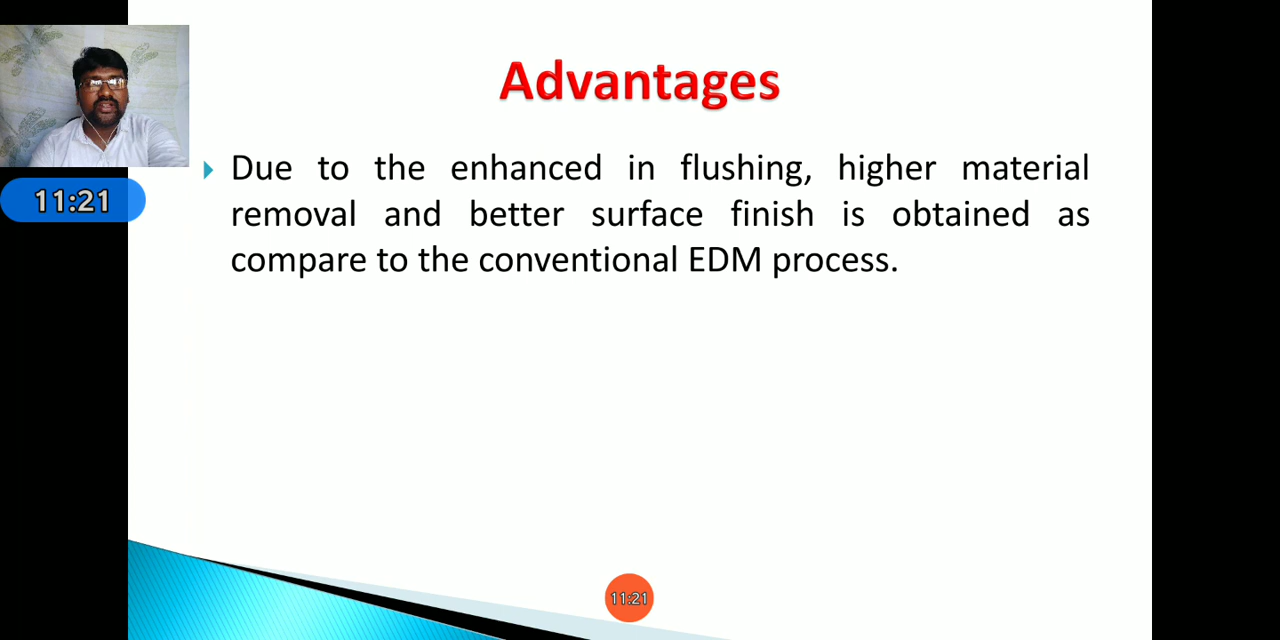 Advantages
11:21
Due to the enhanced in flushing, higher material
removal and better surface finish is obtained as
compare to the conventional EDM process.
11:21